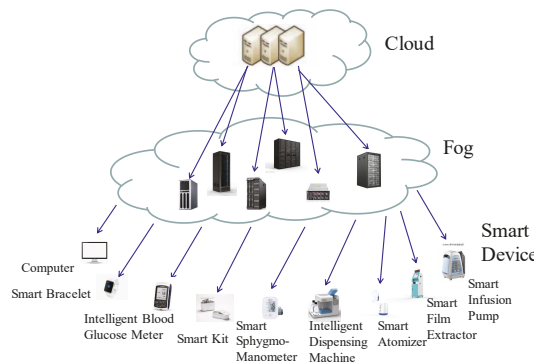 Cloud
Fog
Smart
Device
Computer
Smart Bracelet
Intelligent Blood
Glucose Meter
Smart Kit
Smart
Sphygmo-
Manometer
Intelligent
Dispensing
Machine
Smart
Atomizer
Smart
Film
Extractor
Smart
Infusion
Pump